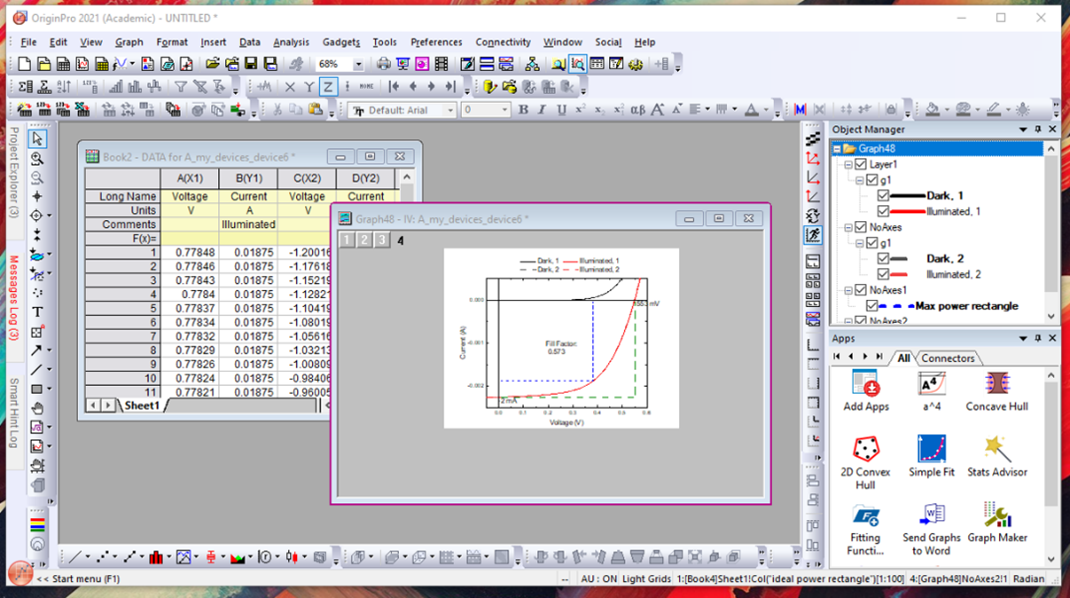 OriginPro 2021 (Academic) - UNTITLED *
File Edit View Graph Format Insert Data Analysis Gadgets Tools Preferences Connectivity Window Social Help
68%
X Y Z
Default: Arial 0 B I U
Project Explorer (3)
Messages Log (3)
Smart Hint Log
Book2 - DATA for A_my_devices_device6 *
A(X1) B(Y1) C(X2) D(Y2)
Long Name Voltage Current Voltage Current
Units V A V
Comments Illuminated
F(x)=
1 0.77848 0.01875 -1.20016
2 0.77846 0.01875 -1.17618
3 0.77843 0.01875 -1.15219
4 0.7784 0.01875 -1.12821
5 0.77837 0.01875 -1.10419
6 0.77834 0.01875 -1.08019
7 0.77832 0.01875 -1.05616
8 0.77829 0.01875 -1.03213
9 0.77826 0.01875 -1.00809
10 0.77824 0.01875 -0.98406
11 0.77821 0.01875 -0.96005
Sheet1
Graph48 - IV: A_my_devices_device6 *
1 2 3 4
Dark, 1 Illuminated, 1
Dark, 2 Illuminated, 2
0.000
-0.001
-0.002
Current (A)
Fill Factor:
0.573
2 mA
0.0 0.1 0.2 0.3 0.4 0.5 0.6
Voltage (V)
Object Manager
Graph48
Layer1
g1
Dark, 1
Illuminated, 1
NoAxes
g1
Dark, 2
Illuminated, 2
NoAxes1
Max power rectangle
NoAxes2
Apps
All Connectors
Add Apps a^4 Concave Hull
2D Convex Hull Simple Fit Stats Advisor
Fitting Functi... Send Graphs to Word Graph Maker
<< Start menu (F1)
-- AU : ON Light Grids 1:[Book4]Sheet1!Col("ideal power rectangle")[1:100] 4:[Graph48]NoAxes2!1 Radian